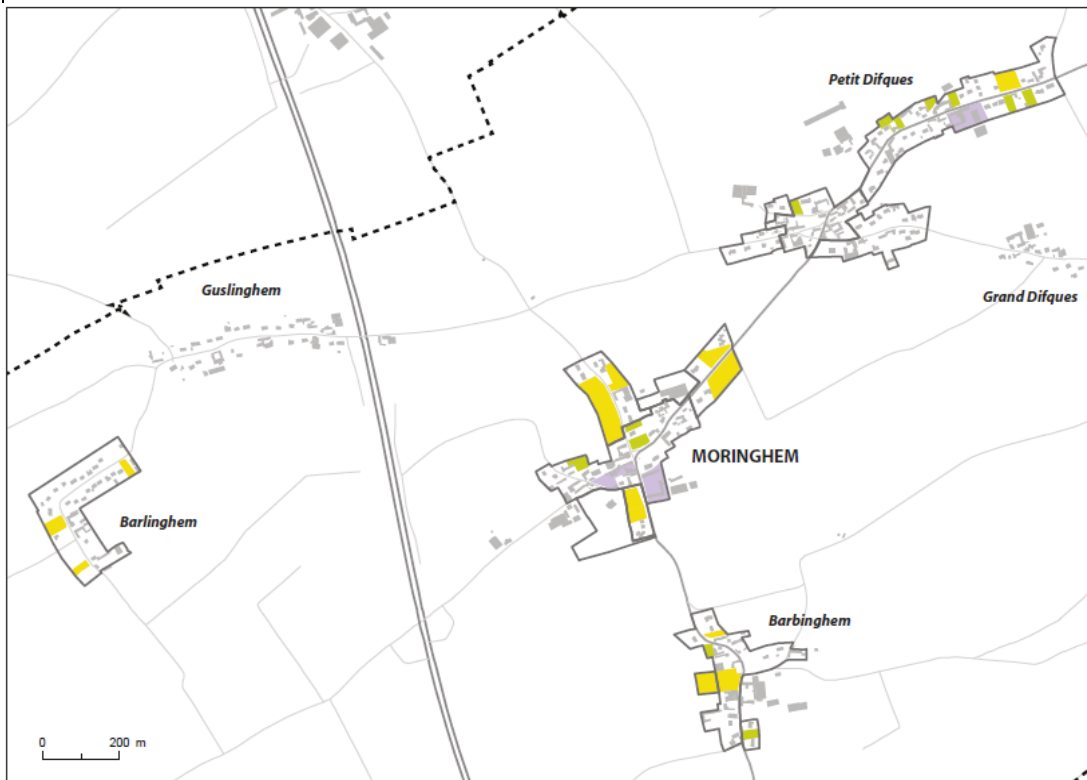 Petit Difques
Guslinghem
Grand Difques
MORINGHEM
Barlinghem
Barbinghem
0 200 m